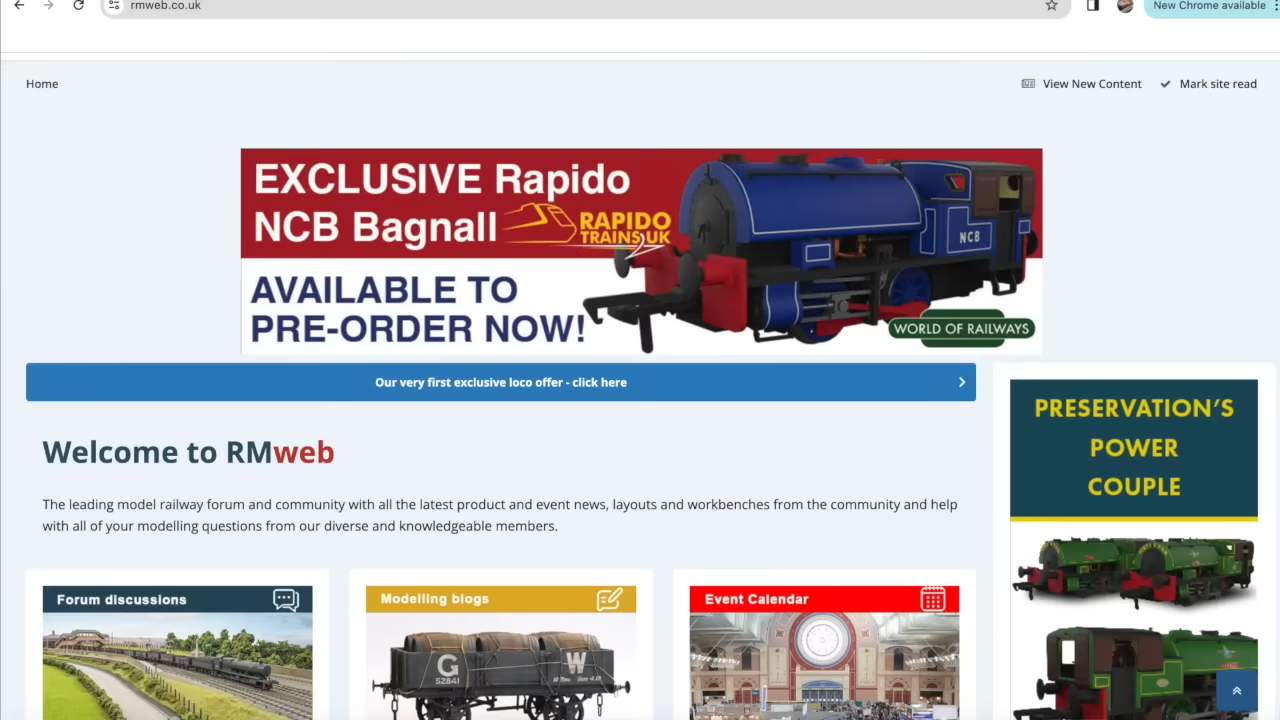 rmweb.co.uk
New Chrome available
Home
View New Content
Mark site read
EXCLUSIVE Rapido
NCB Bagnall
RAPIDO
TRAINS UK
NCB
AVAILABLE TO
PRE-ORDER NOW!
WORLD OF RAILWAYS
Our very first exclusive loco offer - click here
PRESERVATION'S
POWER
COUPLE
Welcome to RMweb
The leading model railway forum and community with all the latest product and event news, layouts and workbenches from the community and help
with all of your modelling questions from our diverse and knowledgeable members.
Forum discussions
Modelling blogs
Event Calendar
G W
52841